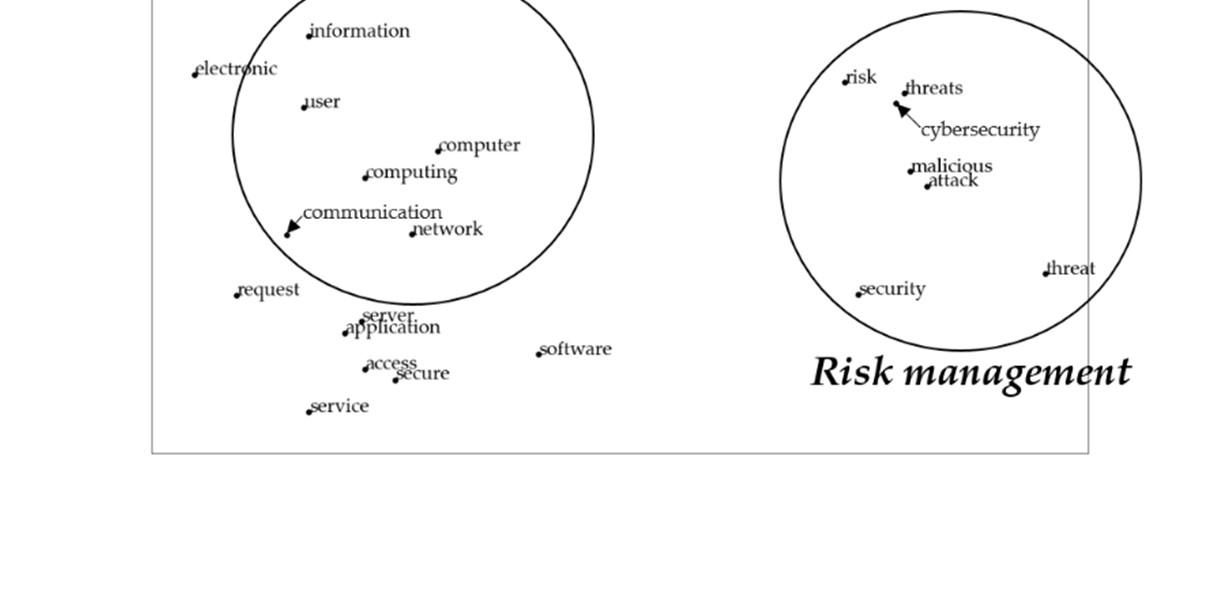 information
electronic
risk
threats
user
cybersecurity
computer
malicious
computing
attack
communication
network
threat
request
security
server
application
software
access
Risk management
secure
service